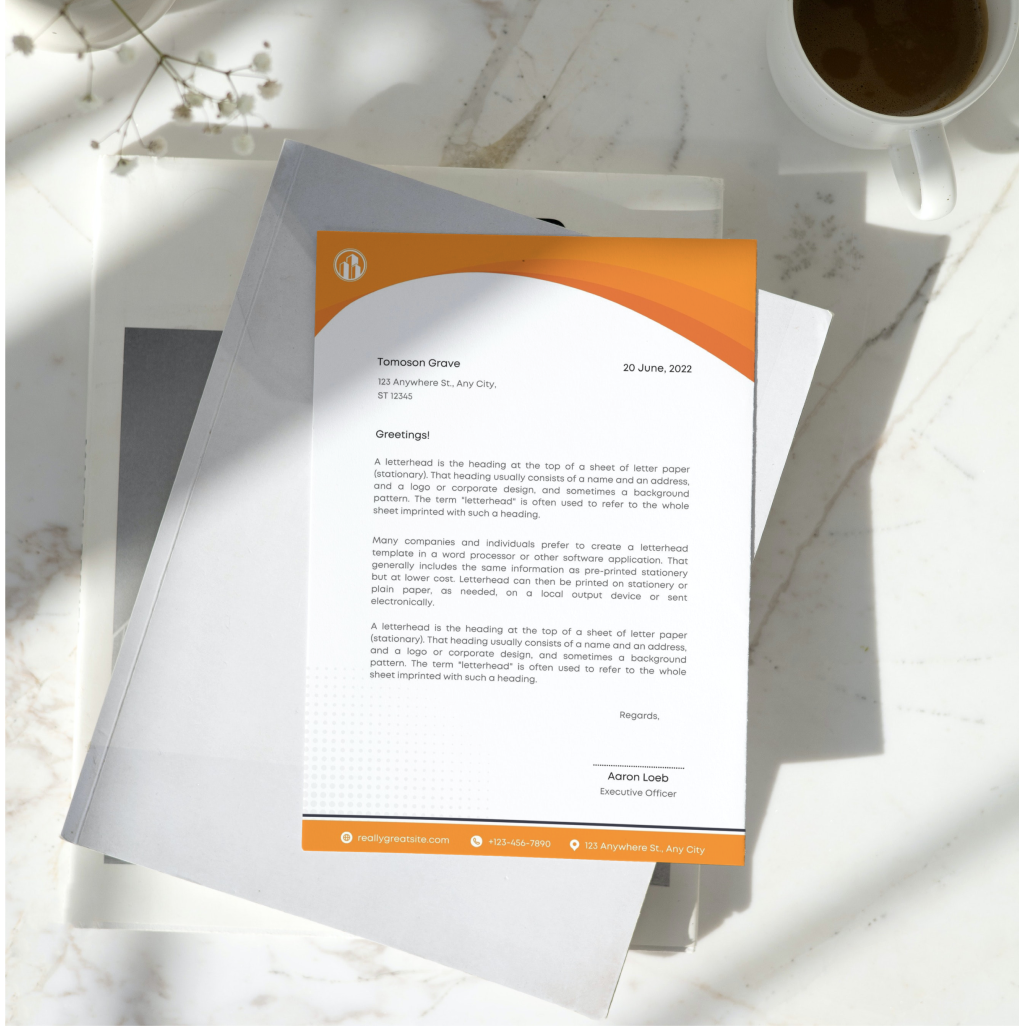 Tomoson Grave
20 June, 2022
123 Anywhere St., Any City,
ST 12345
Greetings!
A letterhead is the heading at the top of a sheet of letter paper
(stationary). That heading usually consists of a name and an address,
and a logo or corporate design, and sometimes a background
pattern. The term "letterhead" is often used to refer to the whole
sheet imprinted with such a heading.
Many companies and individuals prefer to create a letterhead
template in a word processor or other software application. That
generally includes the same information as pre-printed stationery
but at lower cost. Letterhead can then be printed on stationery or
plain paper, as needed, on a local output device or sent
electronically.
A letterhead is the heading at the top of a sheet of letter paper
(stationary). That heading usually consists of a name and an address,
and a logo or corporate design, and sometimes a background
pattern. The term "letterhead" is often used to refer to the whole
sheet imprinted with such a heading.
Regards,
Aaron Loeb
Executive Officer
reallygreatsite.com +123-456-7890 123 Anywhere St., Any City